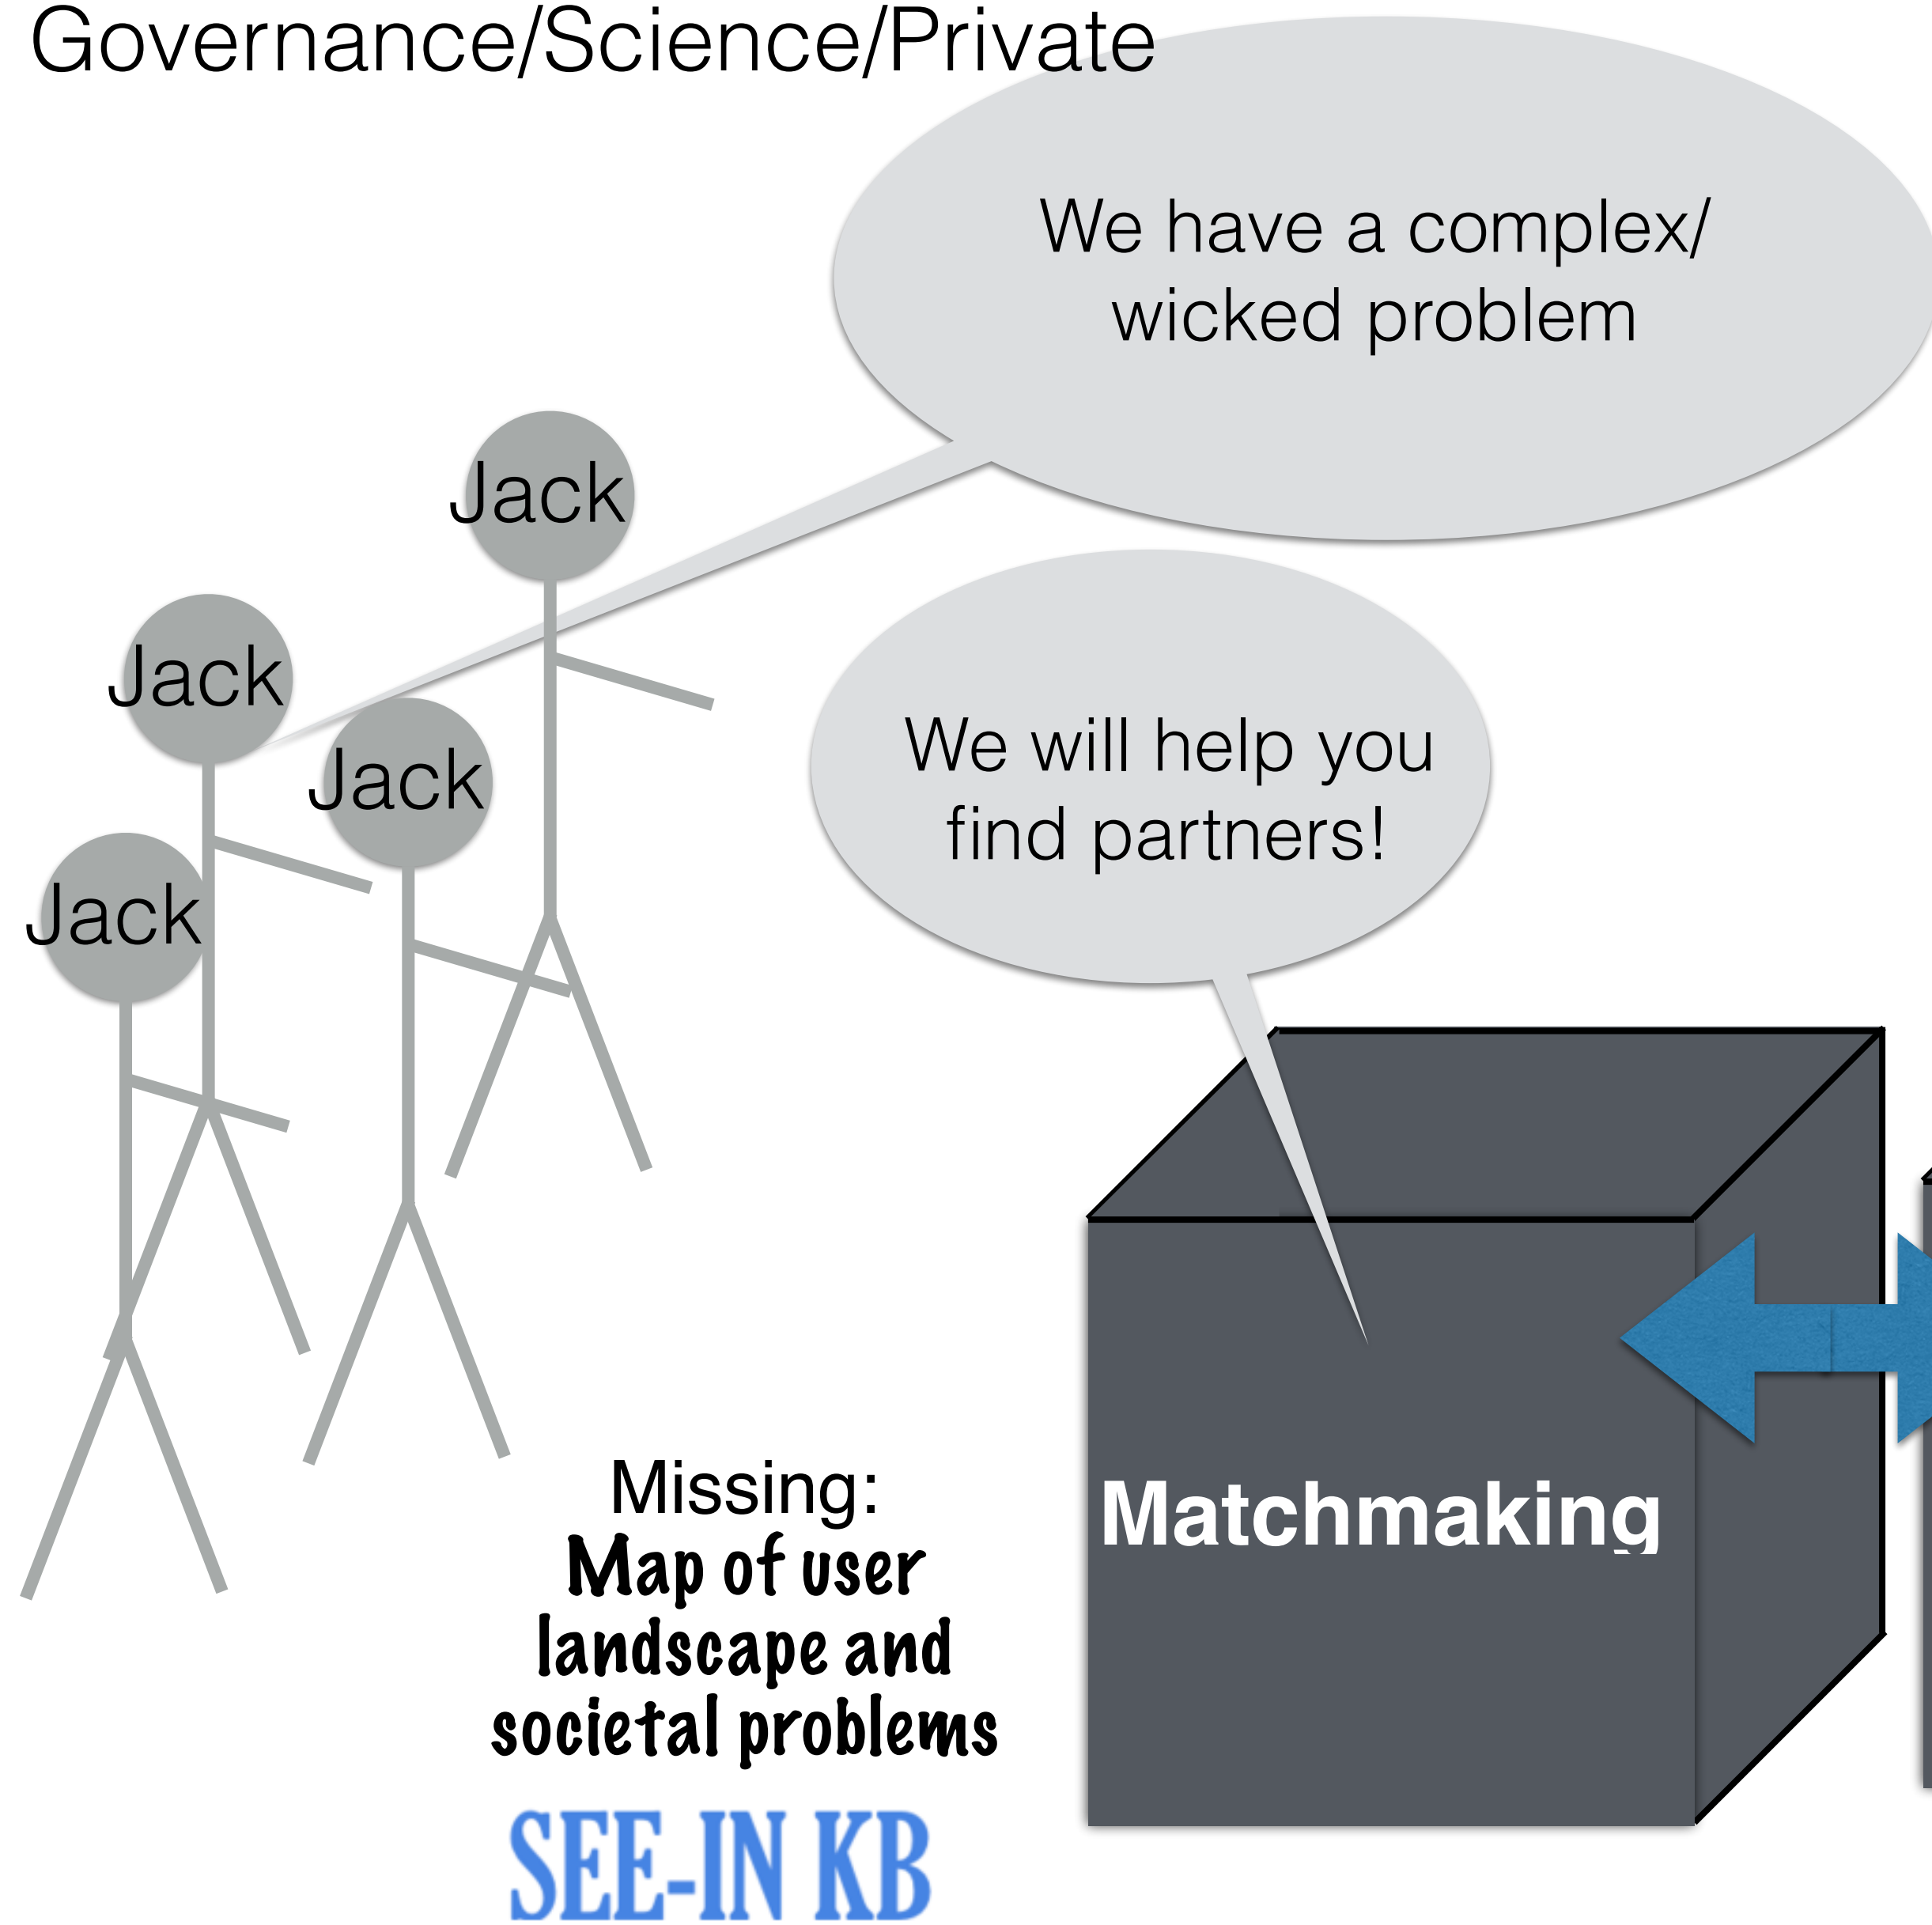 Governance/Science/Private
We have a complex/
wicked problem
Jack
Jack
Jack
Jack
We will help you
find partners!
Matchmaking
Missing:
Map of user
landscape and
societal problems
SEE-IN KB